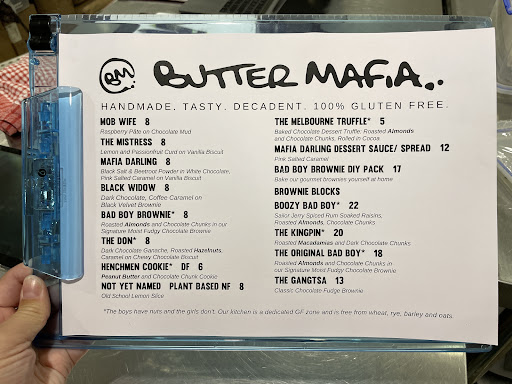 BM
BUTTER MAFIA..
HANDMADE. TASTY. DECADENT. 100% GLUTEN FREE.
MOB WIFE 8
Raspberry Pâte on Chocolate Mud
THE MISTRESS 8
Lemon and Passionfruit Curd on Vanilla Biscuit
MAFIA DARLING 8
Black Salt & Beetroot Powder in White Chocolate,
Pink Salted Caramel on Vanilla Biscuit
BLACK WIDOW 8
Dark Chocolate, Coffee Caramel on
Black Velvet Brownie
BAD BOY BROWNIE* 8
Roasted Almonds and Chocolate Chunks in our
Signature Moist Fudgy Chocolate Brownie
THE DON* 8
Dark Chocolate Ganache, Roasted Hazelnuts,
Caramel on Chewy Chocolate Biscuit
HENCHMEN COOKIE* DF 6
Peanut Butter and Chocolate Chunk Cookie
NOT YET NAMED PLANT BASED NF 8
Old School Lemon Slice
THE MELBOURNE TRUFFLE* 5
Baked Chocolate Dessert Truffle: Roasted Almonds
and Chocolate Chunks, Rolled in Cocoa
MAFIA DARLING DESSERT SAUCE/ SPREAD 12
Pink Salted Caramel
BAD BOY BROWNIE DIY PACK 17
Bake our gourmet brownies yourself at home
BROWNIE BLOCKS
BOOZY BAD BOY* 22
Sailor Jerry Spiced Rum Soaked Raisins,
Roasted Almonds, Chocolate Chunks
THE KINGPIN* 20
Roasted Macadamias and Dark Chocolate Chunks
THE ORIGINAL BAD BOY* 18
Roasted Almonds and Chocolate Chunks in
our Signature Moist Fudgy Chocolate Brownie
THE GANGTSA 13
Classic Chocolate Fudge Brownie
*The boys have nuts and the girls don't. Our kitchen is a dedicated GF zone and is free from wheat, rye, barley and oats.